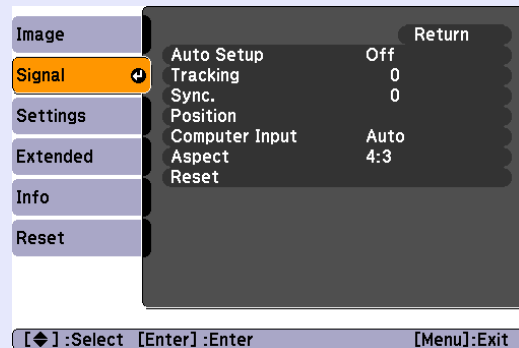 Image
Signal
Settings
Extended
Info
Reset
Return
Auto Setup Off
Tracking 0
Sync. 0
Position
Computer Input Auto
Aspect 4:3
Reset
[◆] :Select [Enter] :Enter [Menu]:Exit